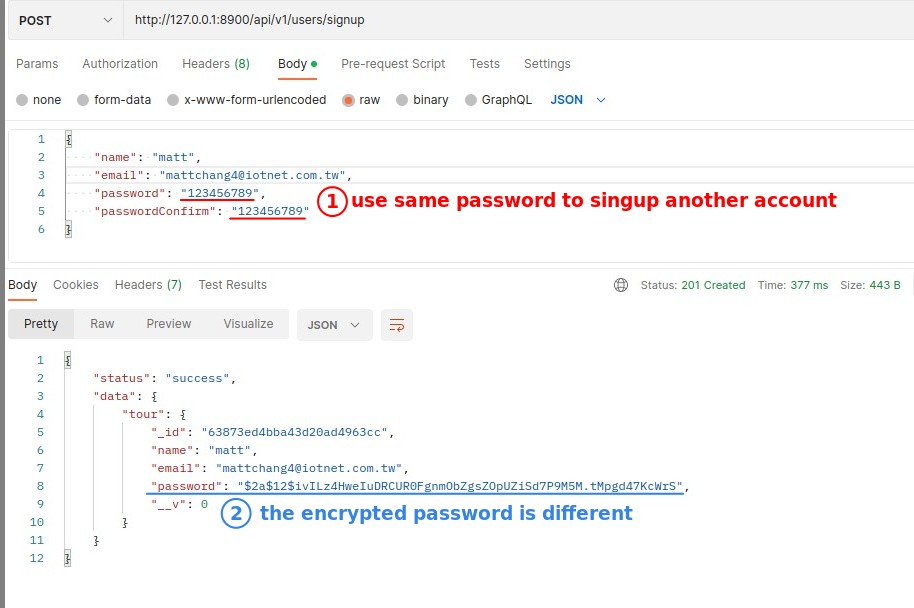 POST http://127.0.0.1:8900/api/v1/users/signup
Params Authorization Headers (8) Body Pre-request Script Tests Settings
none form-data x-www-form-urlencoded raw binary GraphQL JSON
1 {
2 "name": "matt",
3 "email": "mattchang4@iotnet.com.tw",
4 "password": "123456789",
5 "passwordConfirm": "123456789"
6 }
1 use same password to singup another account
Body Cookies Headers (7) Test Results Status: 201 Created Time: 377 ms Size: 443 B
Pretty Raw Preview Visualize JSON
1 {
2 "status": "success",
3 "data": {
4 "tour": {
5 "_id": "63873ed4bba43d20ad4963cc",
6 "name": "matt",
7 "email": "mattchang4@iotnet.com.tw",
8 "password": "$2a$12$ivILz4HweIuDRCUR0FgnmObZgsZOpUZiSd7P9M5M.tMpgd47KcWrS",
9 "__v": 0
10 }
11 }
12 }
2 the encrypted password is different